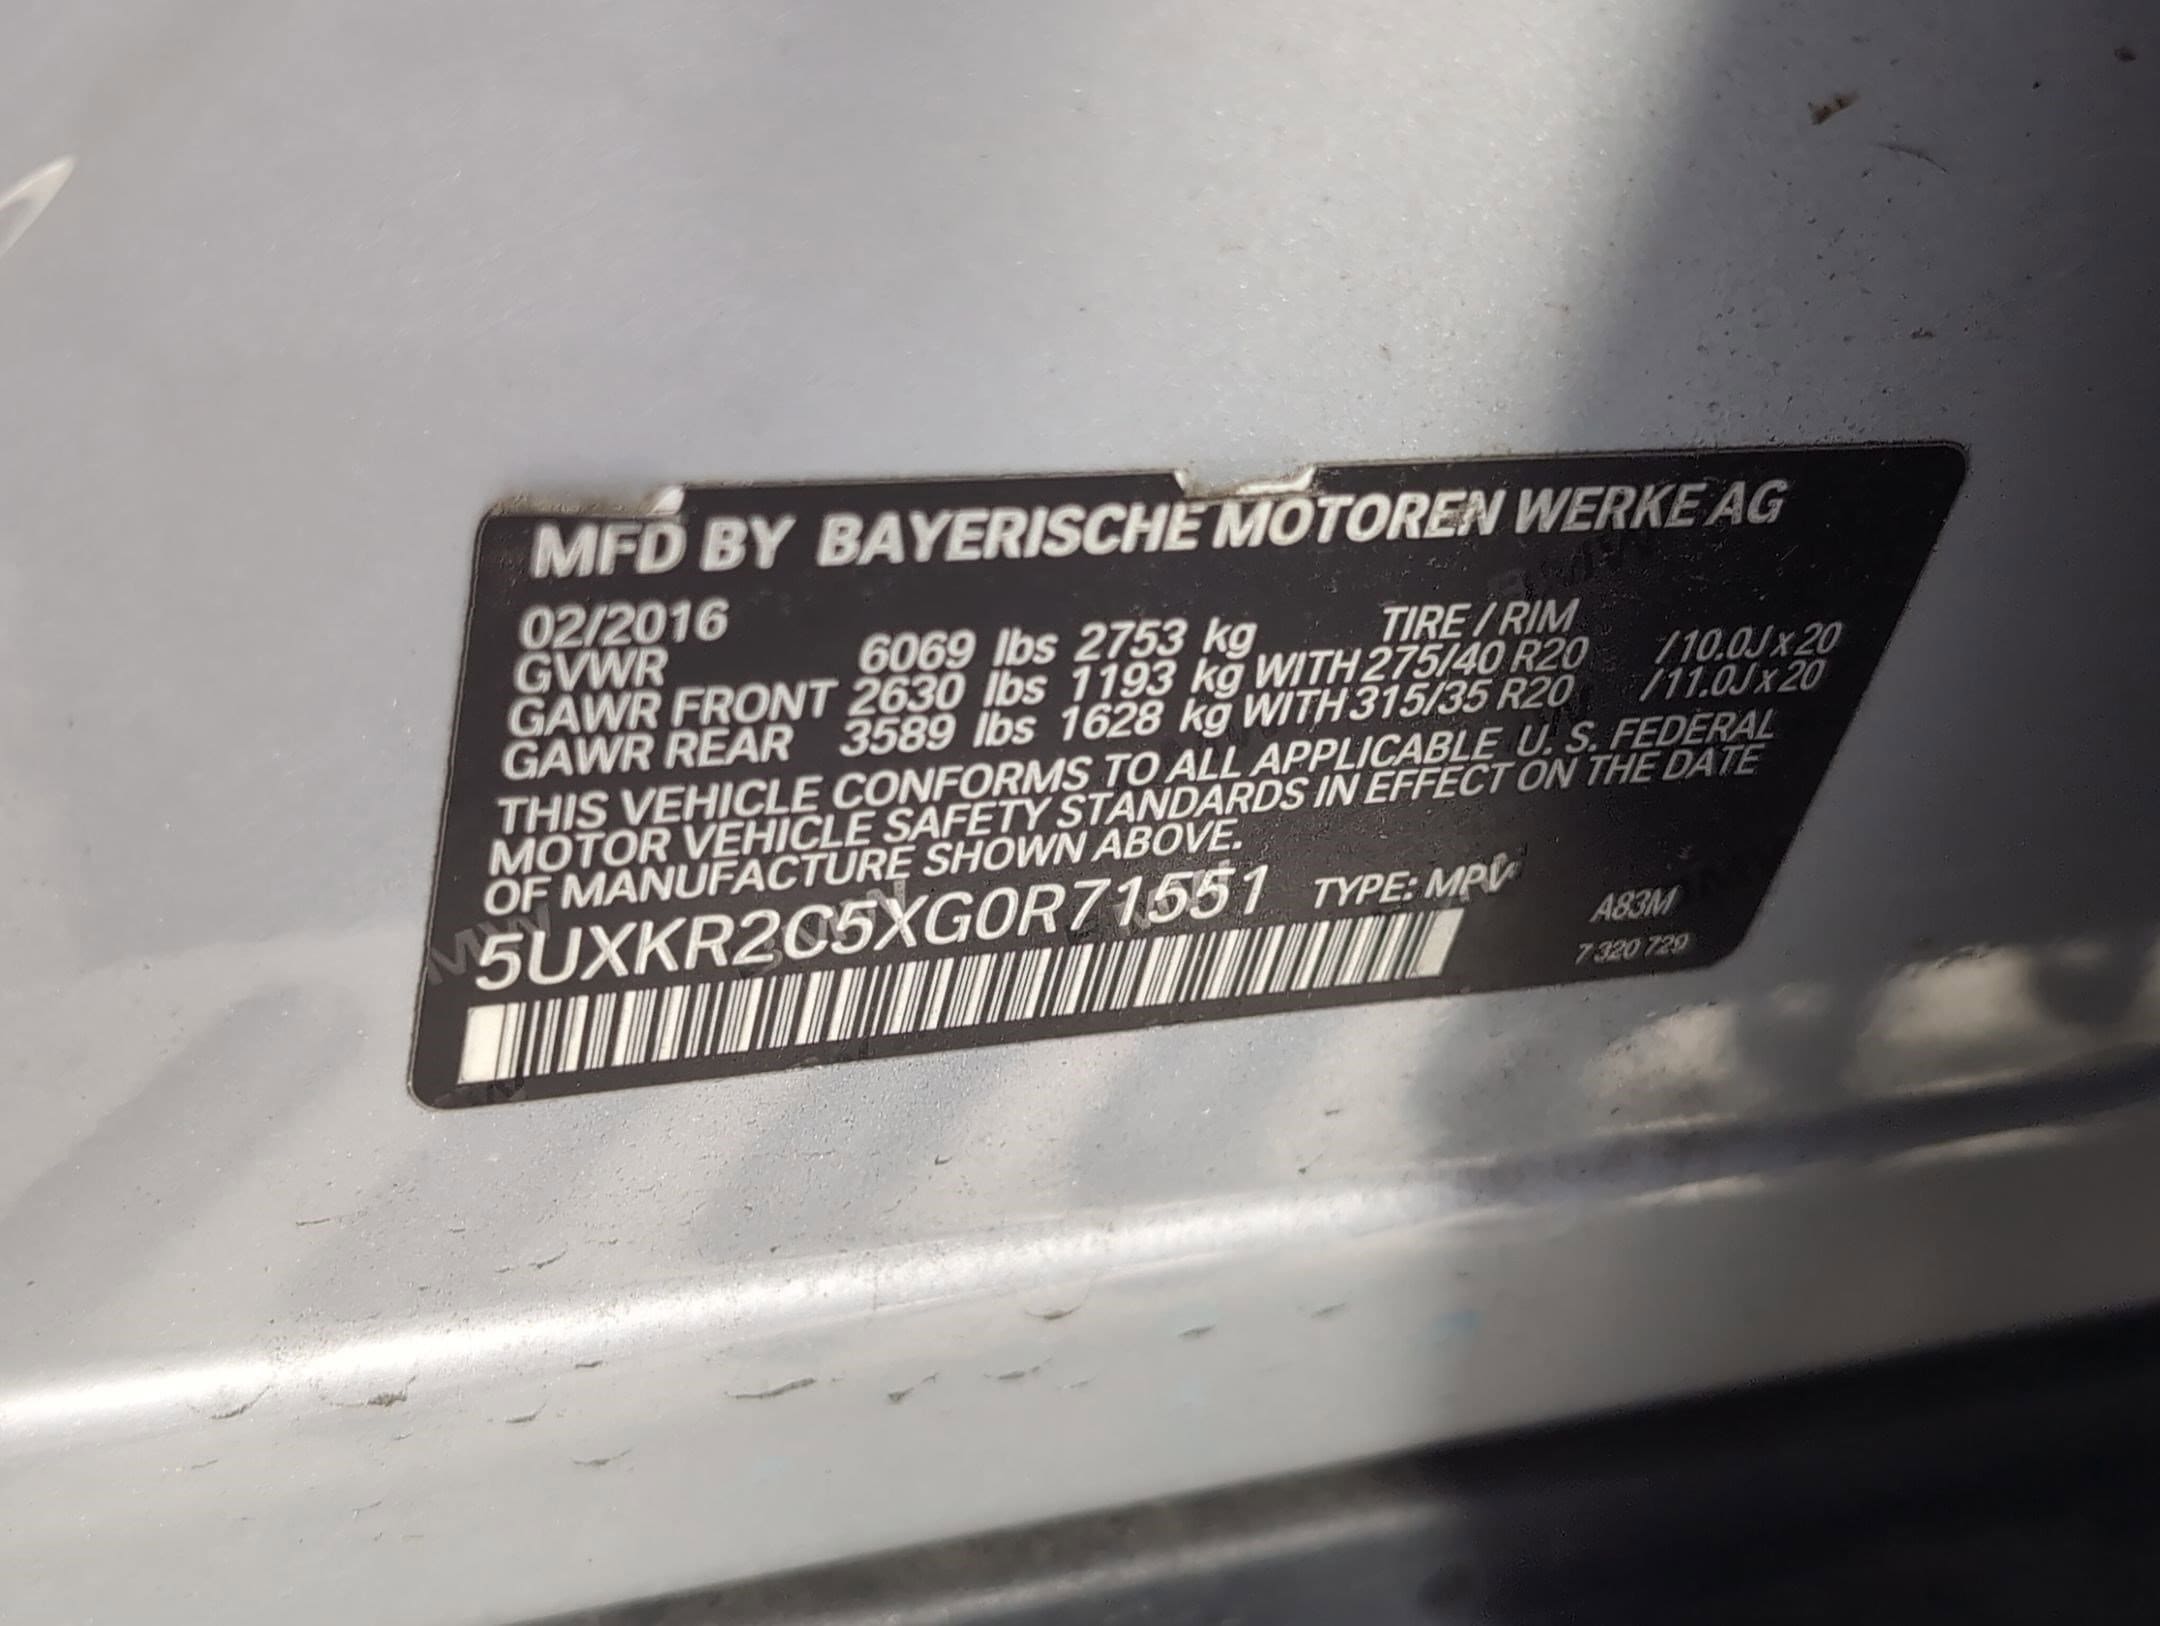 MFD BY BAYERISCHE MOTOREN WERKE AG
02/2016 TIRE / RIM
GVWR 6069 lbs 2753 kg
GAWR FRONT 2630 lbs 1193 kg WITH 275/40 R20 /10.0J x 20
GAWR REAR 3589 lbs 1628 kg WITH 315/35 R20 /11.0J x 20
THIS VEHICLE CONFORMS TO ALL APPLICABLE U. S. FEDERAL
MOTOR VEHICLE SAFETY STANDARDS IN EFFECT ON THE DATE
OF MANUFACTURE SHOWN ABOVE.
5UXKR2C5XG0R71551 TYPE: MPV A83M
7 320 729